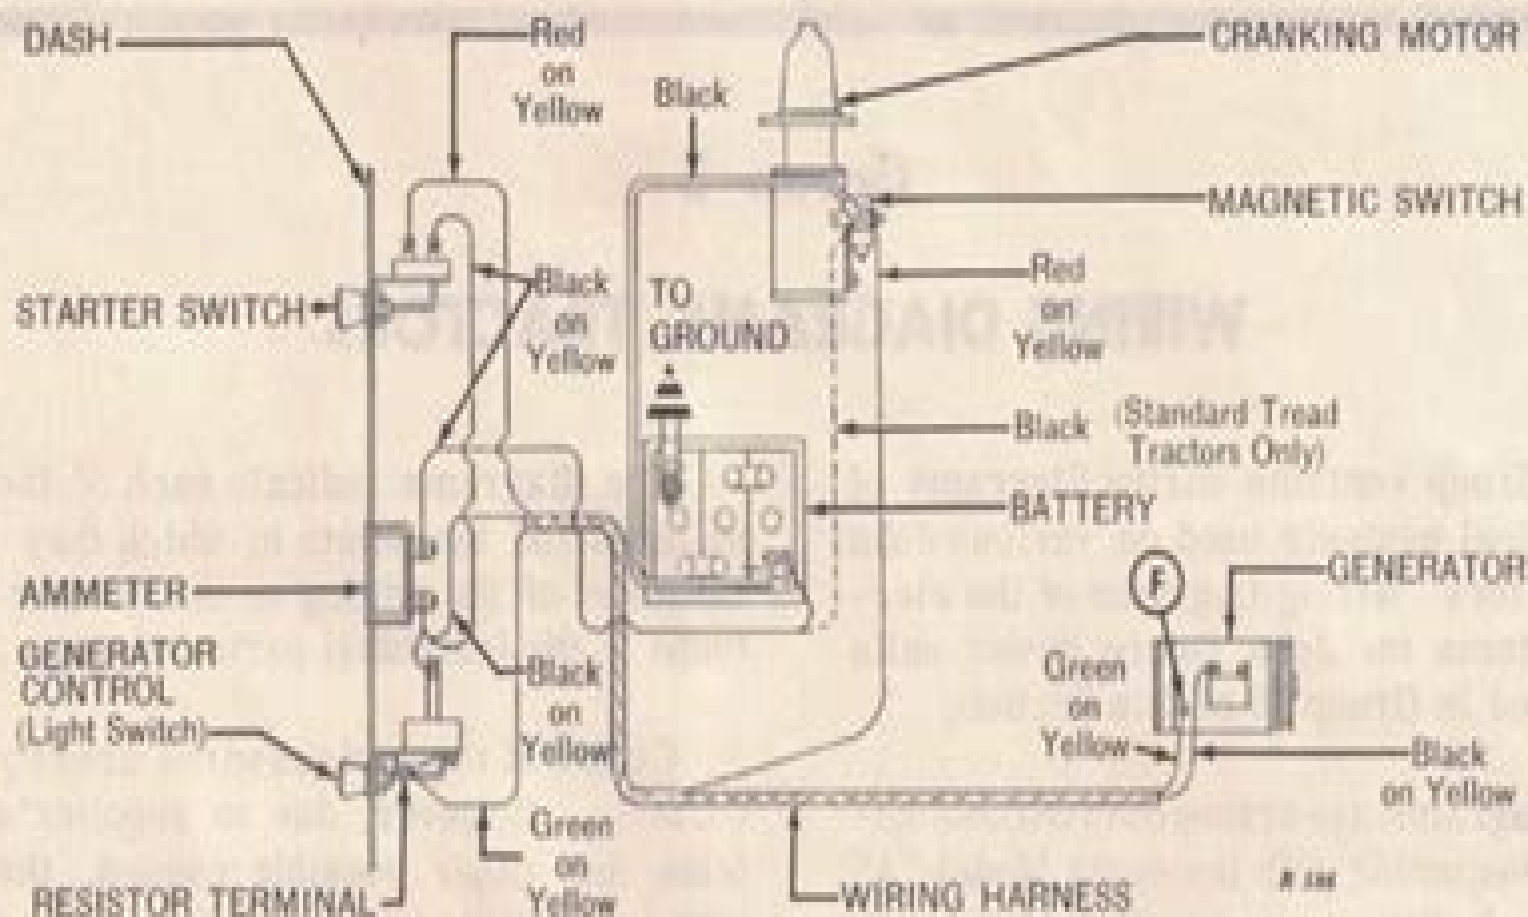 DASH
Red
on
Yellow
Black
CRANKING MOTOR
MAGNETIC SWITCH
STARTER SWITCH
Black
on
Yellow
TO
GROUND
Red
on
Yellow
Black (Standard Tread
Tractors Only)
BATTERY
AMMETER
GENERATOR
CONTROL
(Light Switch)
F
GENERATOR
Black
on
Yellow
Green
on
Yellow
Black
on Yellow
RESISTOR TERMINAL
Green
on
Yellow
WIRING HARNESS